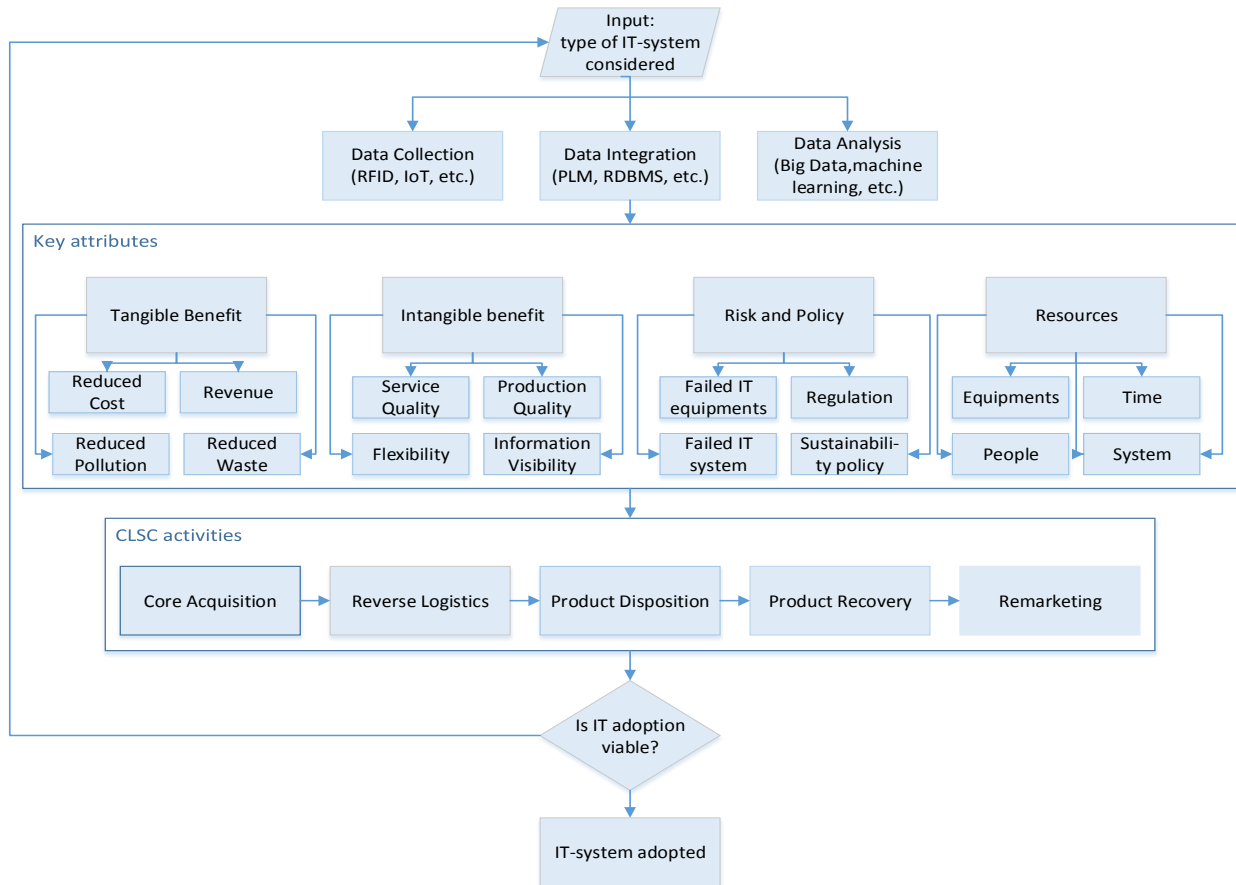 Input:
type of IT-system
considered
Data Collection
(RFID, IoT, etc.)
Data Integration
(PLM, RDBMS, etc.)
Data Analysis
(Big Data,machine
learning, etc.)
Key attributes
Tangible Benefit
Intangible benefit
Risk and Policy
Resources
Reduced
Cost
Revenue
Service
Quality
Production
Quality
Failed IT
equipments
Regulation
Equipments
Time
Reduced
Pollution
Reduced
Waste
Flexibility
Information
Visibility
Failed IT
system
Sustainabili-
ty policy
People
System
CLSC activities
Core Acquisition
Reverse Logistics
Product Disposition
Product Recovery
Remarketing
Is IT adoption
viable?
IT-system adopted